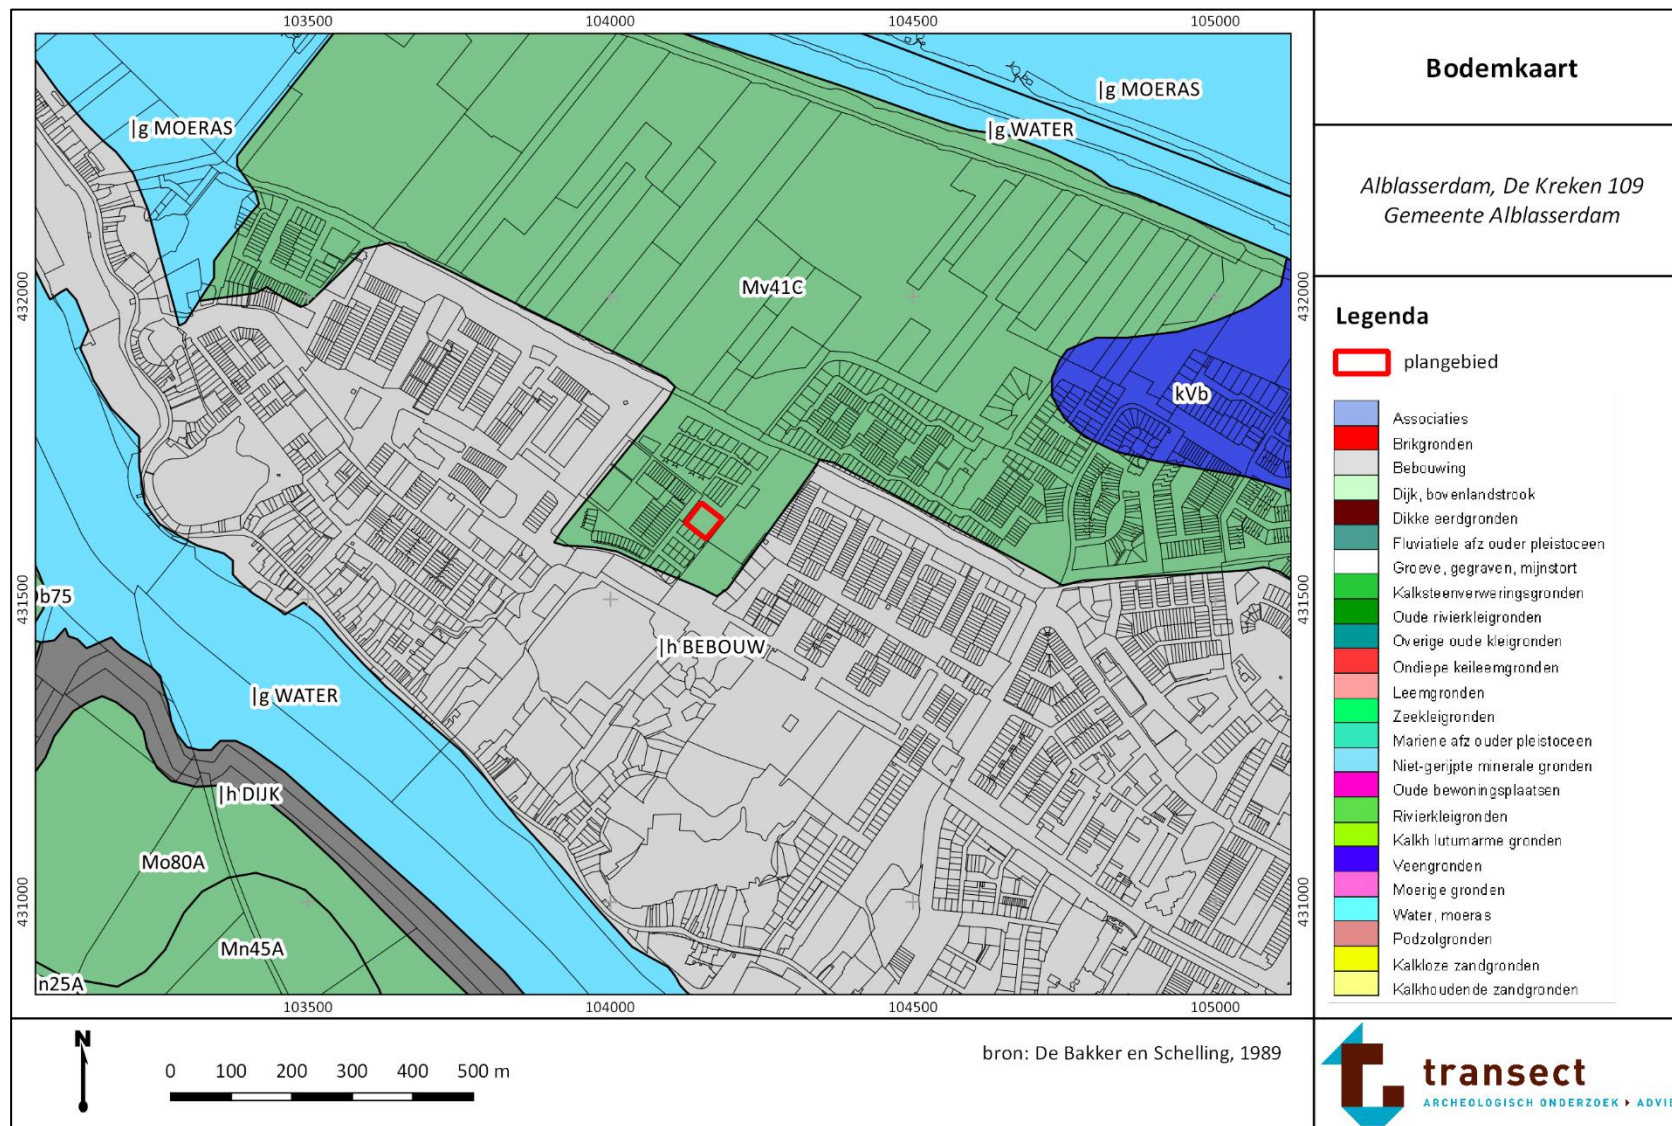 103500 104000 104500 105000
Bodemkaart
|g MOERAS
|g MOERAS
|g WATER
Alblasserdam, De Kreken 109
Gemeente Alblasserdam
432000
Mv41C
432000
kVb
431500
b75
431500
|h BEBOUW
|g WATER
|h DIJK
Mo80A
431000
431000
Mn45A
n25A
103500 104000 104500 105000
Legenda
plangebied
Associaties
Brikgronden
Bebouwing
Dijk, bovenlandstrook
Dikke eerdgronden
Fluviatiele afz ouder pleistoceen
Groeve, gegraven, mijnstort
Kalksteenverweringsgronden
Oude rivierkleigronden
Overige oude kleigronden
Ondiepe keileemgronden
Leemgronden
Zeekleigronden
Mariene afz ouder pleistoceen
Niet-gerijpte minerale gronden
Oude bewoningsplaatsen
Rivierkleigronden
Kalkh lutumarme gronden
Veengronden
Moerige gronden
Water, moeras
Podzolgronden
Kalkloze zandgronden
Kalkhoudende zandgronden
N
0 100 200 300 400 500 m
bron: De Bakker en Schelling, 1989
transect
ARCHEOLOGISCH ONDERZOEK ▸ ADVIE